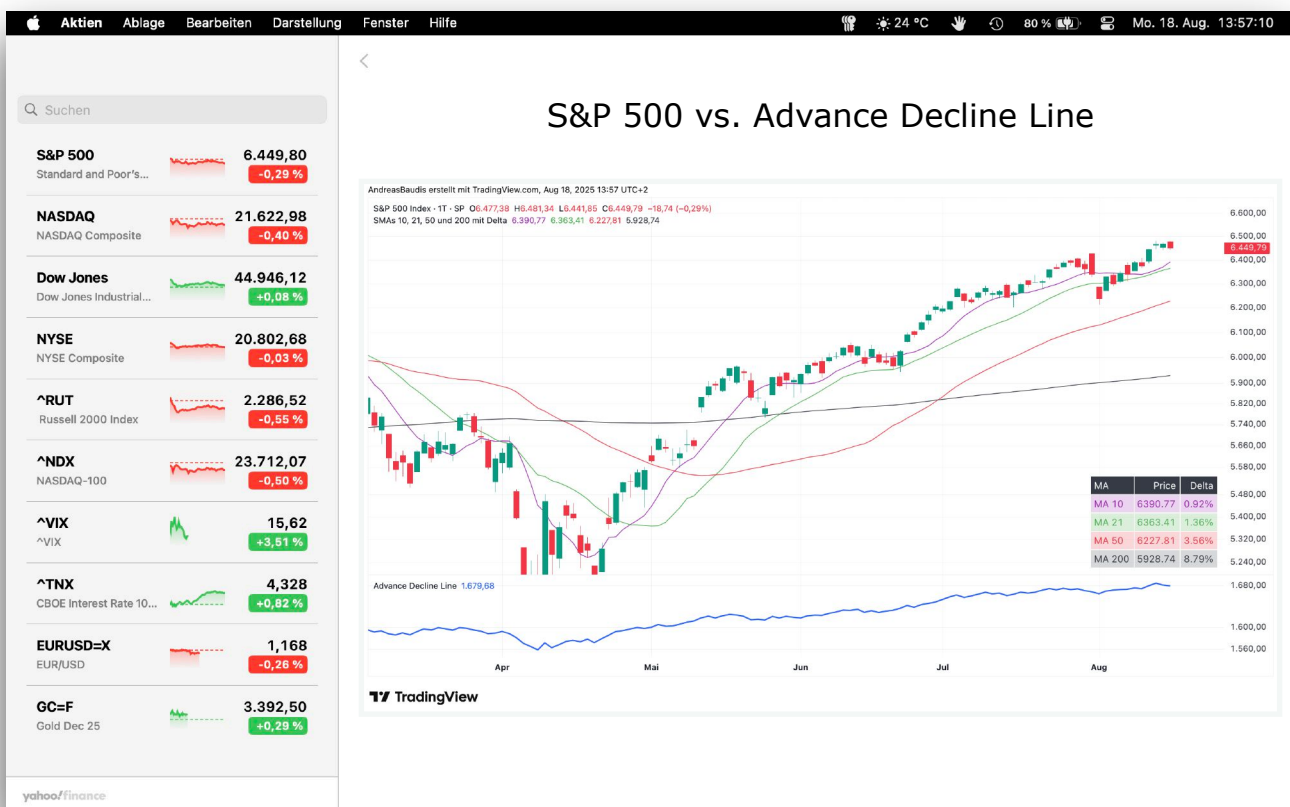 Aktien Ablage Bearbeiten Darstellung Fenster Hilfe 24 °C 80 % Mo. 18. Aug. 13:57:10
Suchen
S&P 500 6.449,80
Standard and Poor's... -0,29 %
NASDAQ 21.622,98
NASDAQ Composite -0,40 %
Dow Jones 44.946,12
Dow Jones Industrial... +0,08 %
NYSE 20.802,68
NYSE Composite -0,03 %
^RUT 2.286,52
Russell 2000 Index -0,55 %
^NDX 23.712,07
NASDAQ-100 -0,50 %
^VIX 15,62
^VIX +3,51 %
^TNX 4,328
CBOE Interest Rate 10... +0,82 %
EURUSD=X 1,168
EUR/USD -0,26 %
GC=F 3.392,50
Gold Dec 25 +0,29 %
yahoo!finance
S&P 500 vs. Advance Decline Line
AndreasBaudis erstellt mit TradingView.com, Aug 18, 2025 13:57 UTC+2
S&P 500 Index · 1T · SP O6.477,38 H6.481,34 L6.441,85 C6.449,79 −18,74 (−0,29%)
SMAs 10, 21, 50 und 200 mit Delta 6.390,77 6.363,41 6.227,81 5.928,74
6.600,00
6.500,00
6.449,79
6.400,00
6.300,00
6.200,00
6.100,00
6.000,00
5.900,00
5.820,00
5.740,00
5.660,00
5.580,00
5.480,00
5.400,00
5.320,00
5.240,00
MA Price Delta
MA 10 6390.77 0.92%
MA 21 6363.41 1.36%
MA 50 6227.81 3.56%
MA 200 5928.74 8.79%
Advance Decline Line 1.679,68
1.680,00
1.600,00
1.560,00
Apr Mai Jun Jul Aug
TradingView